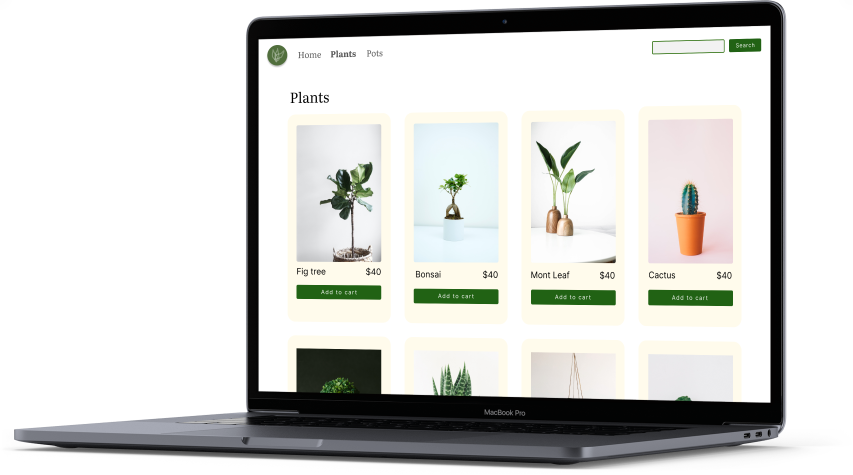 Home Plants Pots Search
Plants
Fig tree $40 Bonsai $40 Mont Leaf $40 Cactus $40
Add to cart Add to cart Add to cart Add to cart
MacBook Pro